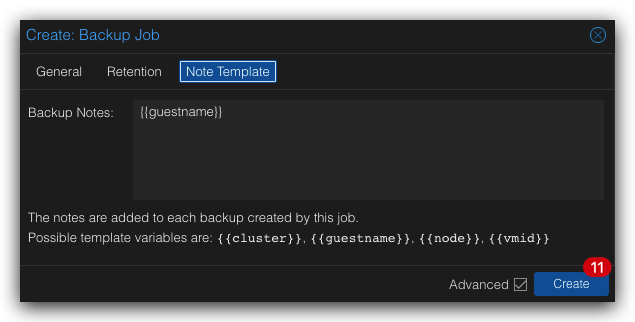 Create: Backup Job
General Retention Note Template
Backup Notes: {{guestname}}
The notes are added to each backup created by this job.
Possible template variables are: {{cluster}}, {{guestname}}, {{node}}, {{vmid}}
11
Advanced Create